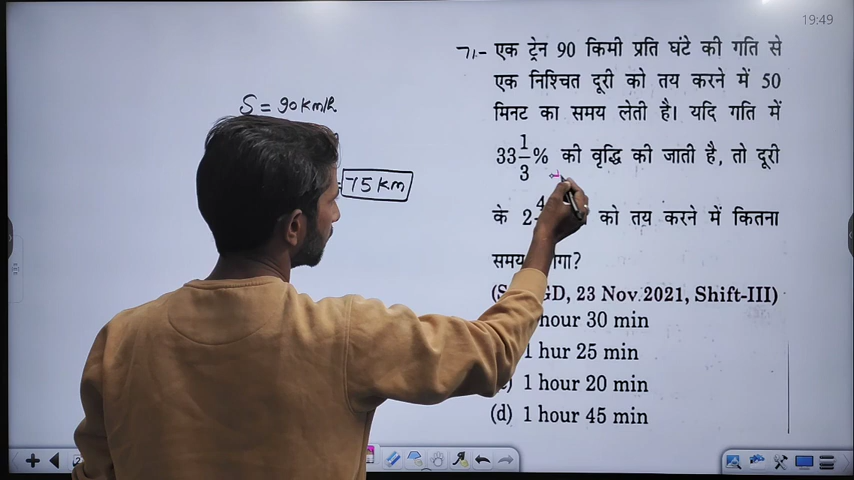 19:49
71.- एक ट्रेन 90 किमी प्रति घंटे की गति से
एक निश्चित दूरी को तय करने में 50
मिनट का समय लेती है। यदि गति में
33 1/3 % की वृद्धि की जाती है, तो दूरी
के 2 4 को तय करने में कितना
समय गा?
GD, 23 Nov 2021, Shift-III)
hour 30 min
1 hur 25 min
1 hour 20 min
(d) 1 hour 45 min
S = 90 km/h
75 km